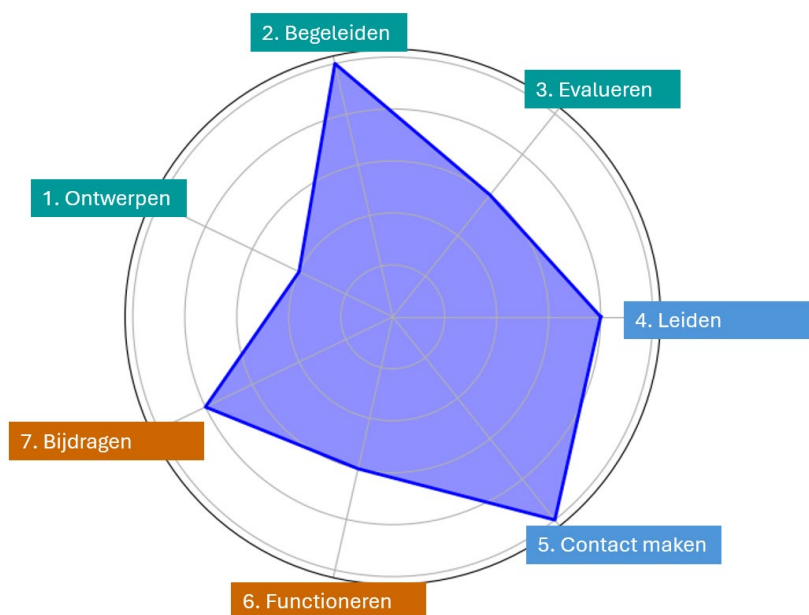 2. Begeleiden
3. Evalueren
1. Ontwerpen
4. Leiden
7. Bijdragen
5. Contact maken
6. Functioneren